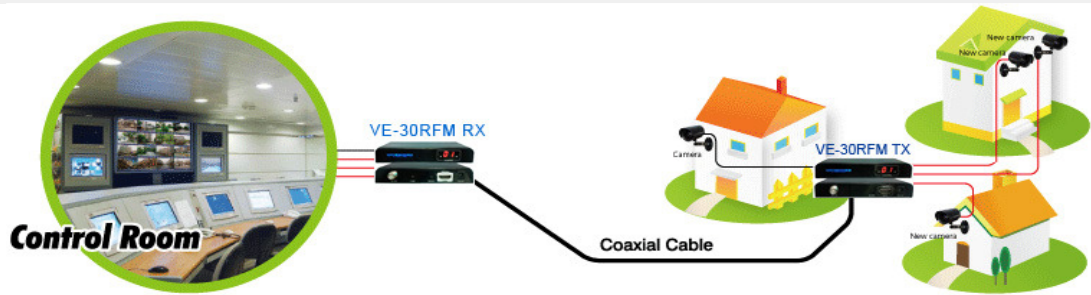 New camera
New camera
VE-30RFM RX
VE-30RFM TX
Camera
Control Room
Coaxial Cable
New camera